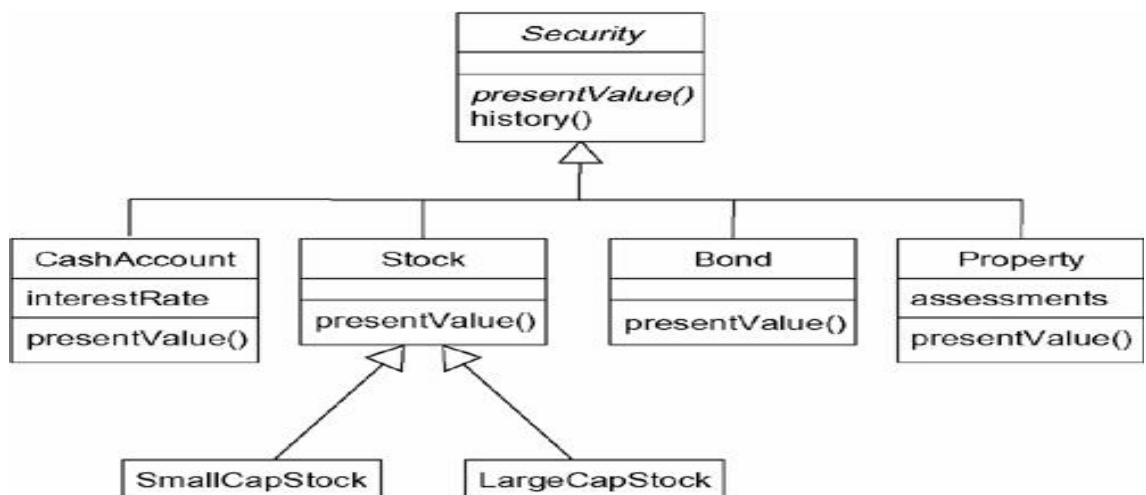 Security
presentValue()
history()
CashAccount
interestRate
presentValue()
Stock
presentValue()
Bond
presentValue()
Property
assessments
presentValue()
SmallCapStock
LargeCapStock